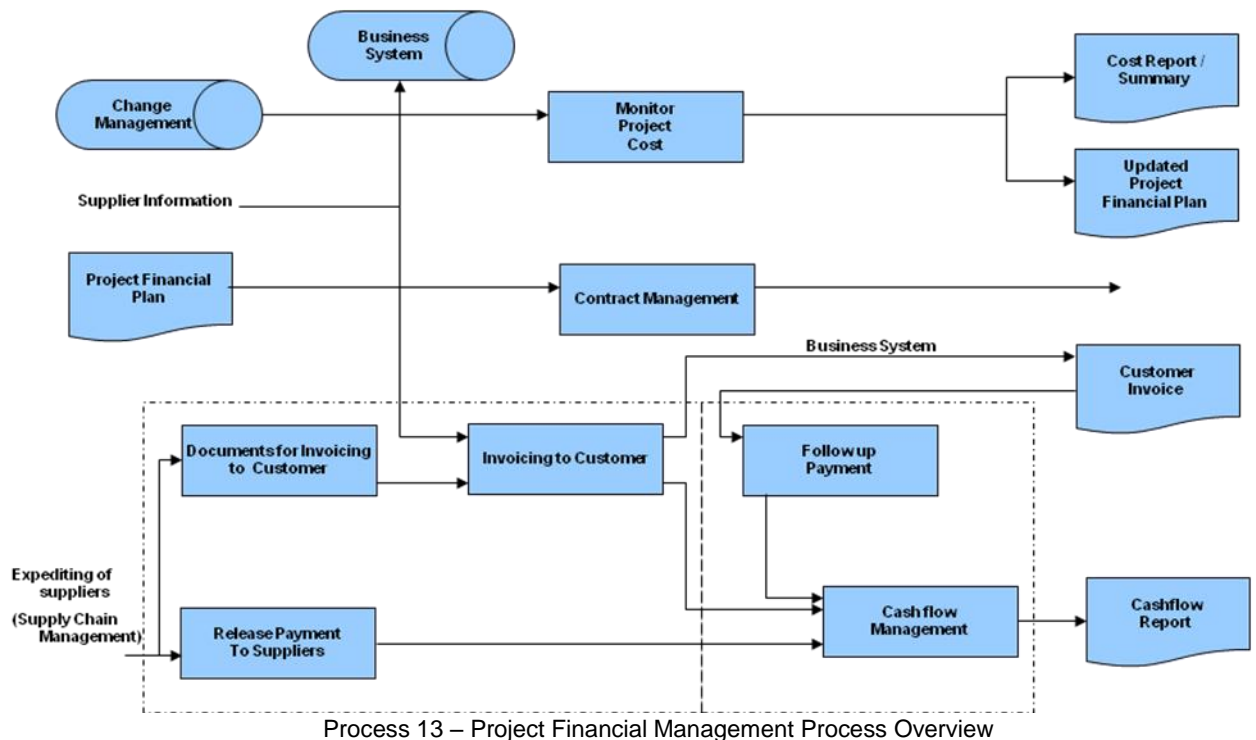 Business
System
Change
Management
Monitor
Project
Cost
Cost Report /
Summary
Updated
Project
Financial Plan
Supplier Information
Project Financial
Plan
Contract Management
Business System
Customer
Invoice
Documents for Invoicing
to Customer
Invoicing to Customer
Follow up
Payment
Expediting of
suppliers
(Supply Chain
Management)
Release Payment
To Suppliers
Cash flow
Management
Cashflow
Report
Process 13 – Project Financial Management Process Overview